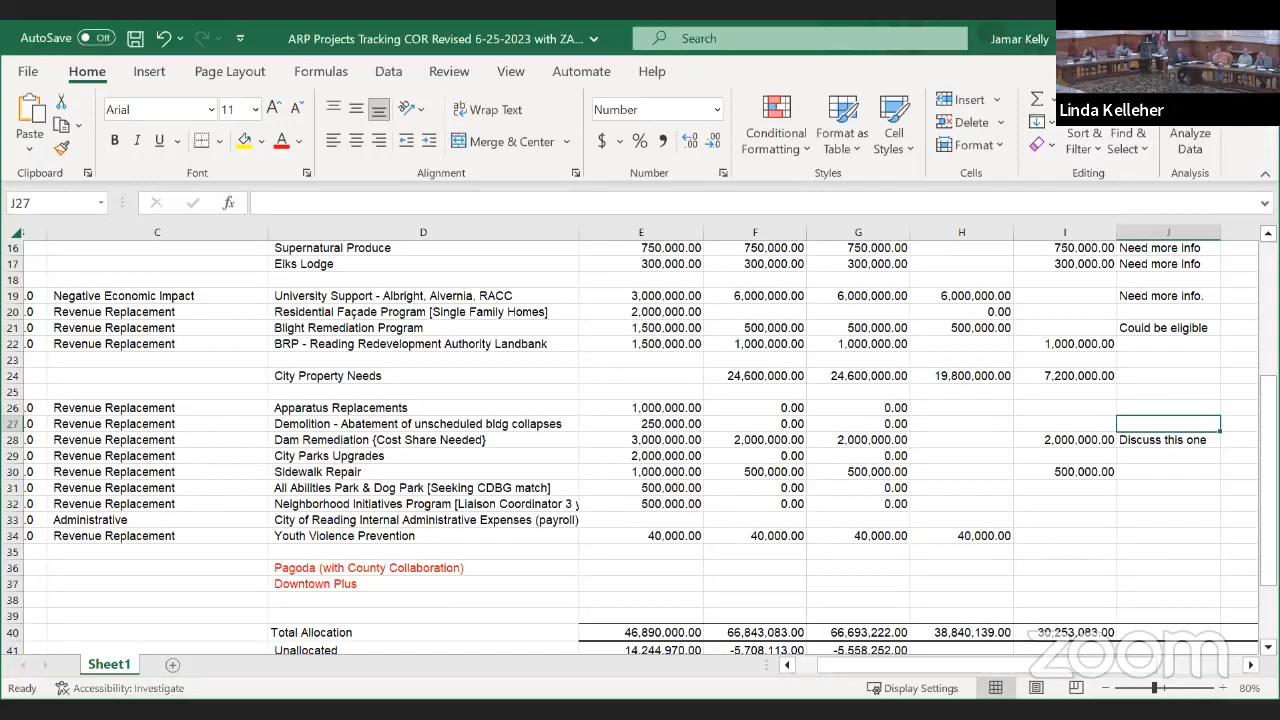 AutoSave Off ARP Projects Tracking COR Revised 6-25-2023 with ZA... Search Jamar Kelly
File Home Insert Page Layout Formulas Data Review View Automate Help
Linda Kelleher
Paste Arial 11 Wrap Text Number Insert
B I U Merge & Center $ % Conditional Formatting Format as Table Cell Styles Delete Format Sort & Filter Find & Select Analyze Data
Clipboard Font Alignment Number Styles Cells Editing Analysis
J27 fx
C D E F G H I J
16 Supernatural Produce 750,000.00 750,000.00 750,000.00 750,000.00 Need more Info
17 Elks Lodge 300,000.00 300,000.00 300,000.00 300,000.00 Need more Info
18
19 .0 Negative Economic Impact University Support - Albright, Alvernia, RACC 3,000,000.00 6,000,000.00 6,000,000.00 6,000,000.00 Need more Info.
20 .0 Revenue Replacement Residential Façade Program [Single Family Homes] 2,000,000.00 0.00
21 .0 Revenue Replacement Blight Remediation Program 1,500,000.00 500,000.00 500,000.00 500,000.00 Could be eligible
22 .0 Revenue Replacement BRP - Reading Redevelopment Authority Landbank 1,500,000.00 1,000,000.00 1,000,000.00 1,000,000.00
23
24 City Property Needs 24,600,000.00 24,600,000.00 19,800,000.00 7,200,000.00
25
26 .0 Revenue Replacement Apparatus Replacements 1,000,000.00 0.00 0.00
27 .0 Revenue Replacement Demolition - Abatement of unscheduled bldg collapses 250,000.00 0.00 0.00
28 .0 Revenue Replacement Dam Remediation {Cost Share Needed} 3,000,000.00 2,000,000.00 2,000,000.00 2,000,000.00 Discuss this one
29 .0 Revenue Replacement City Parks Upgrades 2,000,000.00 0.00 0.00
30 .0 Revenue Replacement Sidewalk Repair 1,000,000.00 500,000.00 500,000.00 500,000.00
31 .0 Revenue Replacement All Abilities Park & Dog Park [Seeking CDBG match] 500,000.00 0.00 0.00
32 .0 Revenue Replacement Neighborhood Initiatives Program [Liaison Coordinator 3 y 500,000.00 0.00 0.00
33 .0 Administrative City of Reading Internal Administrative Expenses (payroll)
34 .0 Revenue Replacement Youth Violence Prevention 40,000.00 40,000.00 40,000.00 40,000.00
35
36 Pagoda (with County Collaboration)
37 Downtown Plus
38
39
40 Total Allocation 46,890,000.00 66,843,083.00 66,693,222.00 38,840,139.00 30,253,083.00
41 Unallocated 14,244,970.00 -5,708,113.00 -5,558,252.00
zoom
Sheet1
Ready Accessibility: Investigate Display Settings 80%